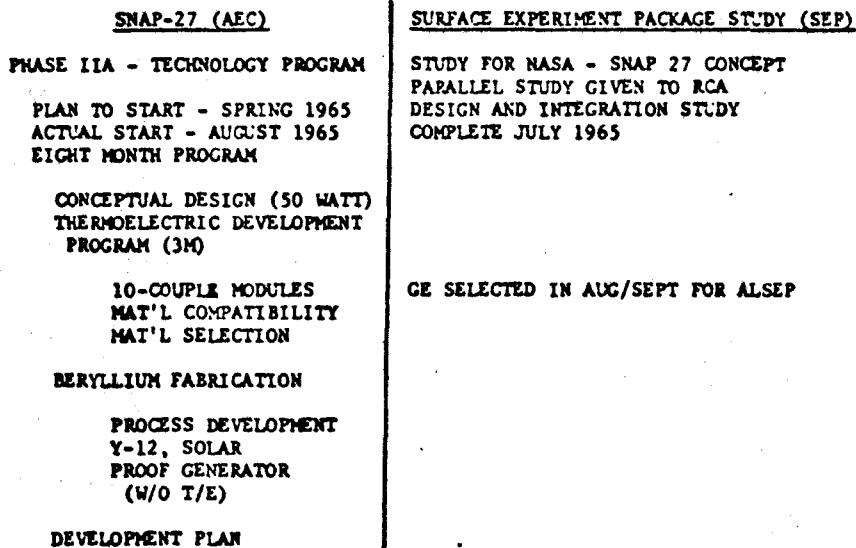 SNAP-27 (AEC)
PHASE IIA - TECHNOLOGY PROGRAM
PLAN TO START - SPRING 1965
ACTUAL START - AUGUST 1965
EIGHT MONTH PROGRAM
CONCEPTUAL DESIGN (50 WATT)
THERMOELECTRIC DEVELOPMENT
PROGRAM (3M)
10-COUPLE MODULES
MAT'L COMPATIBILITY
MAT'L SELECTION
BERYLLIUM FABRICATION
PROCESS DEVELOPMENT
Y-12, SOLAR
PROOF GENERATOR
(W/O T/E)
DEVELOPMENT PLAN
SURFACE EXPERIMENT PACKAGE STUDY (SEP)
STUDY FOR NASA - SNAP 27 CONCEPT
PARALLEL STUDY GIVEN TO RCA
DESIGN AND INTEGRATION STUDY
COMPLETE JULY 1965
GE SELECTED IN AUG/SEPT FOR ALSEP